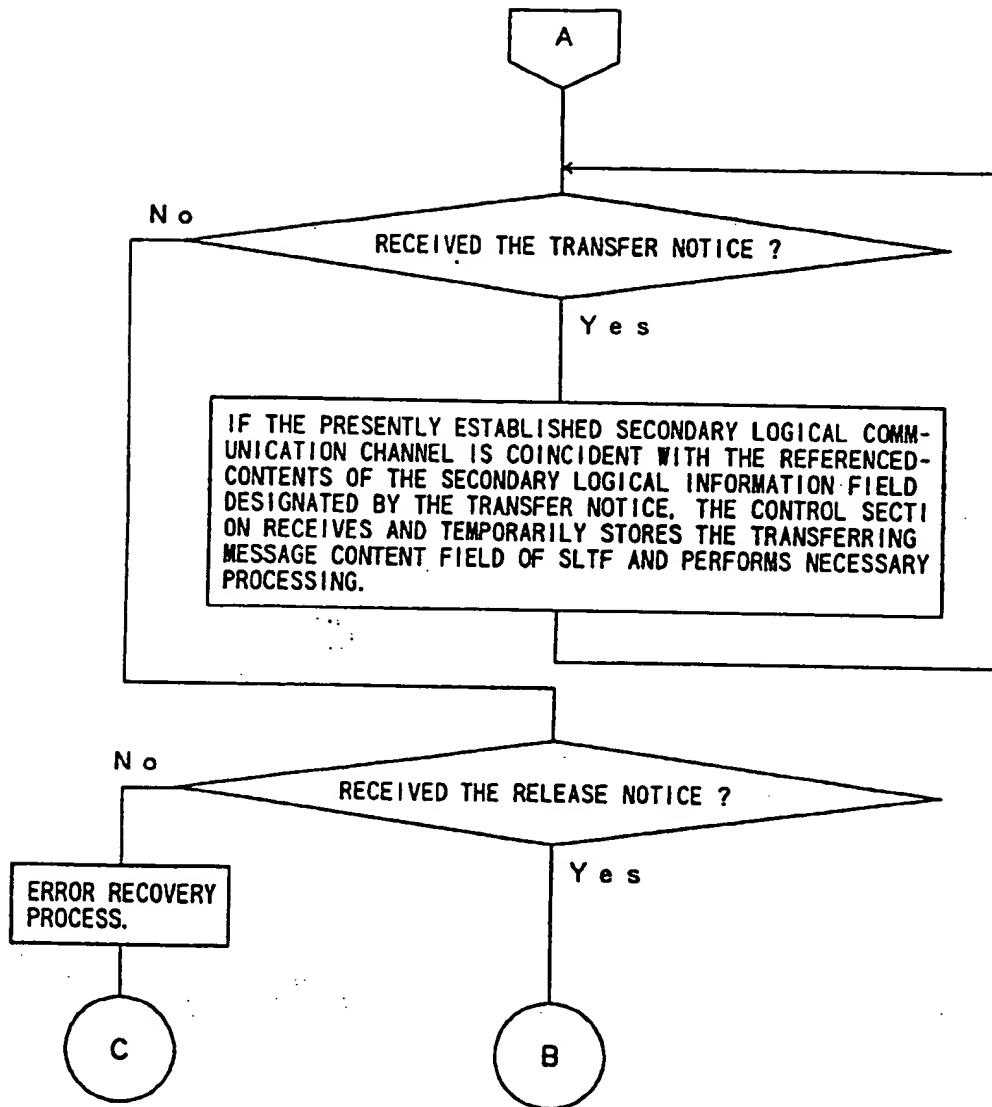 A
No
RECEIVED THE TRANSFER NOTICE ?
Yes
IF THE PRESENTLY ESTABLISHED SECONDARY LOGICAL COMM-
UNICATION CHANNEL IS COINCIDENT WITH THE REFERENCED-
CONTENTS OF THE SECONDARY LOGICAL INFORMATION FIELD
DESIGNATED BY THE TRANSFER NOTICE. THE CONTROL SECTI
ON RECEIVES AND TEMPORARILY STORES THE TRANSFERRING
MESSAGE CONTENT FIELD OF SLTF AND PERFORMS NECESSARY
PROCESSING.
No
RECEIVED THE RELEASE NOTICE ?
Yes
ERROR RECOVERY
PROCESS.
C
B